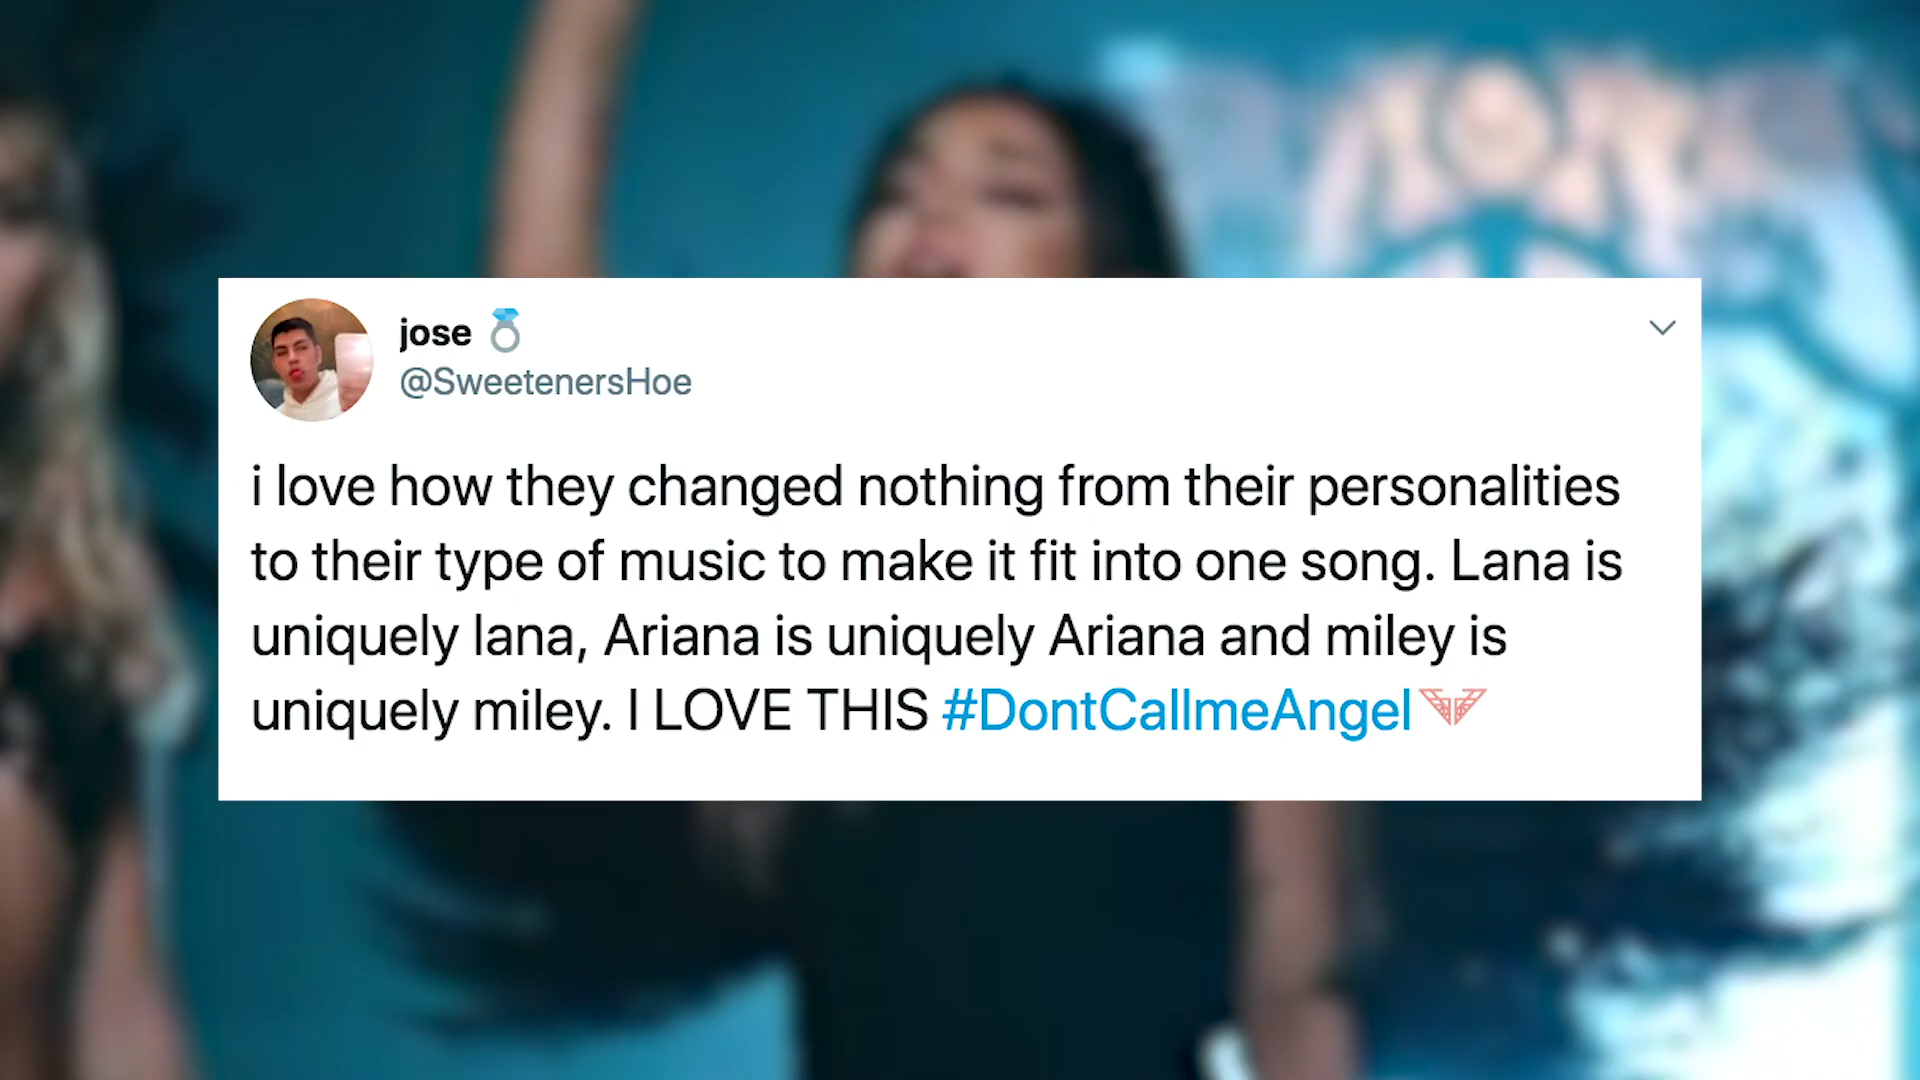 jose 💍
@SweetenersHoe
i love how they changed nothing from their personalities
to their type of music to make it fit into one song. Lana is
uniquely lana, Ariana is uniquely Ariana and miley is
uniquely miley. I LOVE THIS #DontCallmeAngel